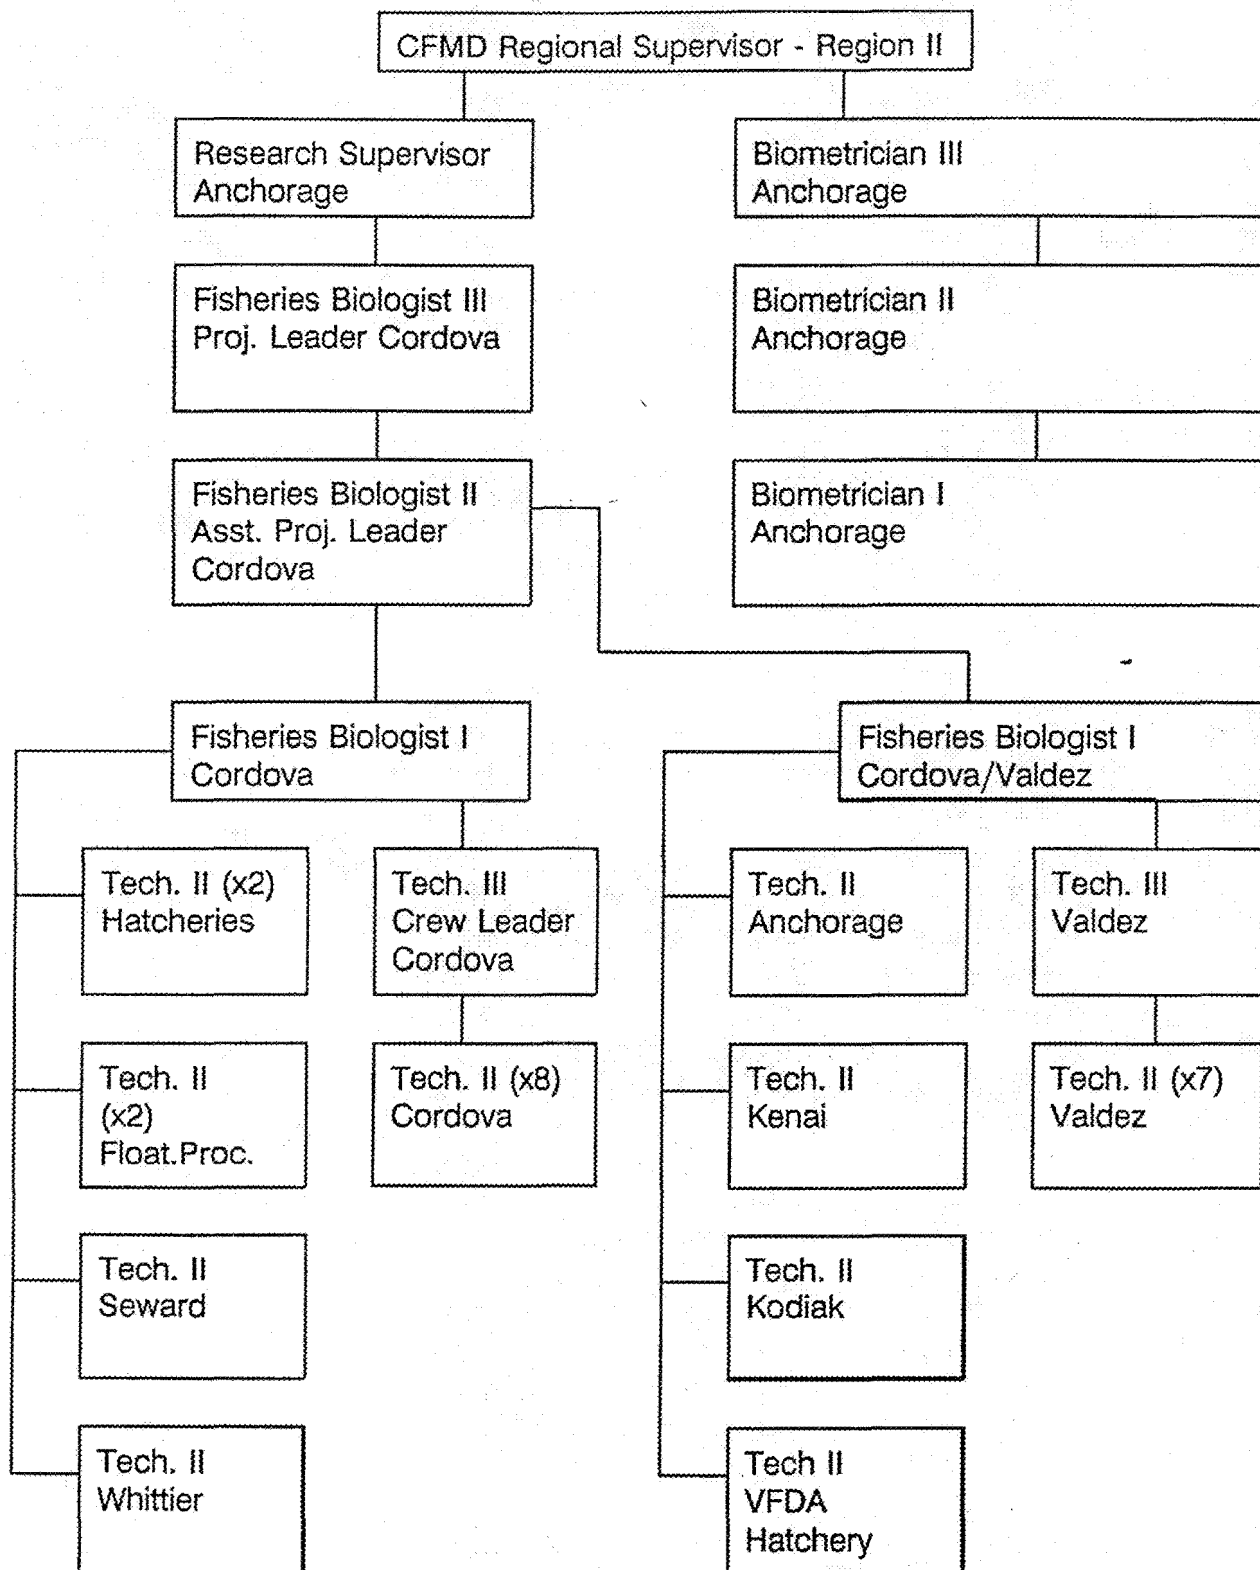 CFMD Regional Supervisor - Region II
Research Supervisor
Anchorage
Biometrician III
Anchorage
Fisheries Biologist III
Proj. Leader Cordova
Biometrician II
Anchorage
Fisheries Biologist II
Asst. Proj. Leader
Cordova
Biometrician I
Anchorage
Fisheries Biologist I
Cordova
Fisheries Biologist I
Cordova/Valdez
Tech. II (x2)
Hatcheries
Tech. III
Crew Leader
Cordova
Tech. II
Anchorage
Tech. III
Valdez
Tech. II
(x2)
Float.Proc.
Tech. II (x8)
Cordova
Tech. II
Kenai
Tech. II (x7)
Valdez
Tech. II
Seward
Tech. II
Kodiak
Tech. II
Whittier
Tech II
VFDA
Hatchery